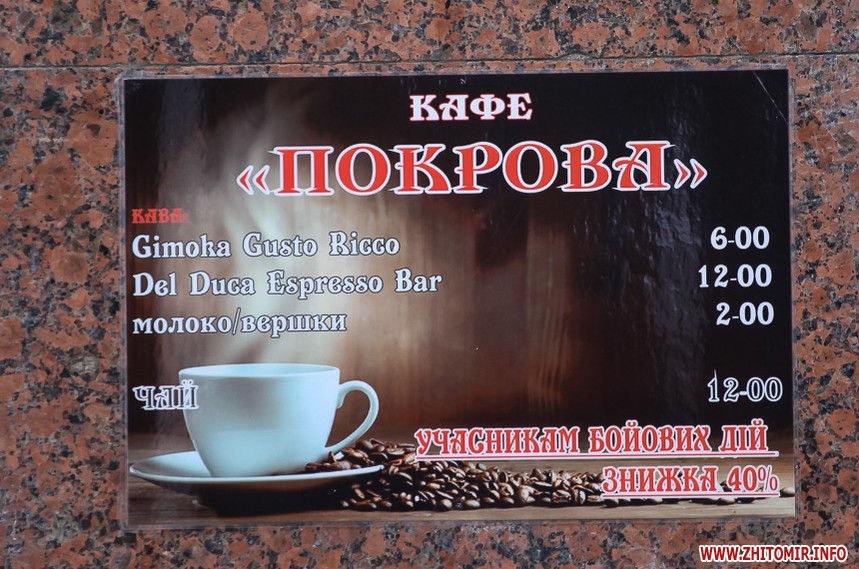 КАФЕ
«ПОКРОВА»
КАВА:
Gimoka Gusto Ricco 6-00
Del Duca Espresso Bar 12-00
молоко/вершки 2-00
ЧАЙ 12-00
УЧАСНИКАМ БОЙОВИХ ДІЙ
ЗНИЖКА 40%
WWW.ZHITOMIR.INFO